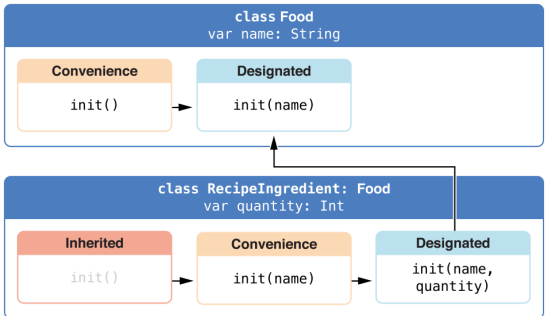 class Food
var name: String
Convenience
Designated
init()
init(name)
class RecipeIngredient: Food
var quantity: Int
Inherited
Convenience
Designated
init()
init(name)
init(name,
quantity)